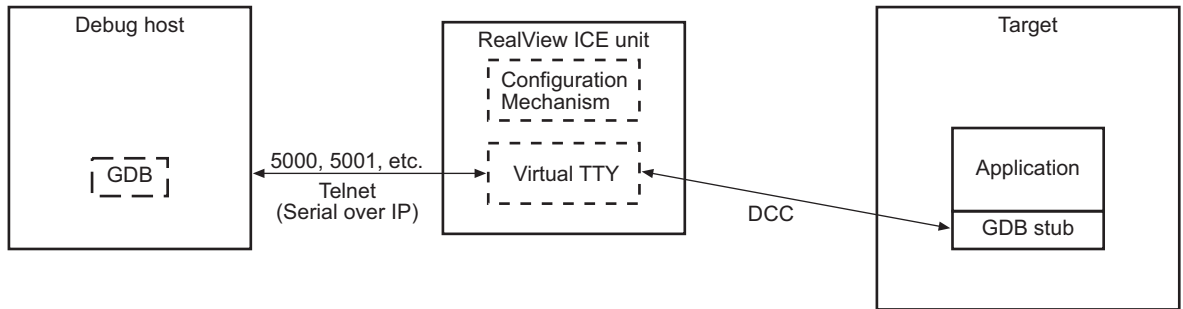 Debug host
GDB
5000, 5001, etc.
Telnet
(Serial over IP)
RealView ICE unit
Configuration
Mechanism
Virtual TTY
DCC
Target
Application
GDB stub